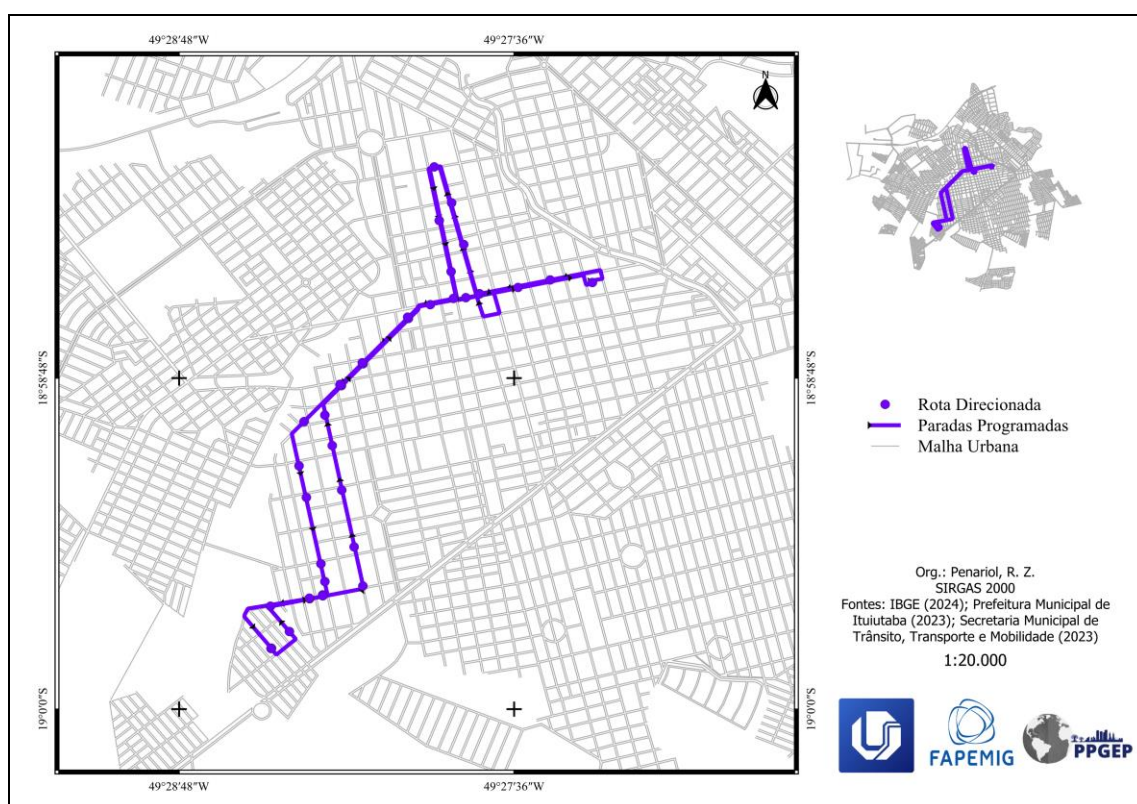 49°28'48"W 49°27'36"W
N
18°58'48"S 18°58'48"S
Rota Direcionada
Paradas Programadas
Malha Urbana
Org.: Penariol, R. Z.
SIRGAS 2000
Fontes: IBGE (2024); Prefeitura Municipal de
Ituiutaba (2023); Secretaria Municipal de
Trânsito, Transporte e Mobilidade (2023)
1:20.000
19°0'0"S 19°0'0"S
FAPEMIG
PPGEP
49°28'48"W 49°27'36"W